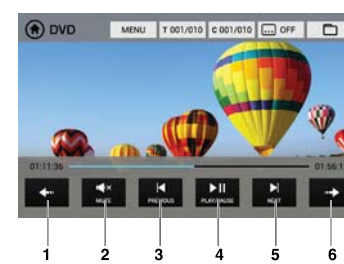 DVD MENU T 001/010 C 001/010 ... OFF
01:11:36 01:56:1
MUTE PREVIOUS PLAY/PAUSE NEXT
1 2 3 4 5 6